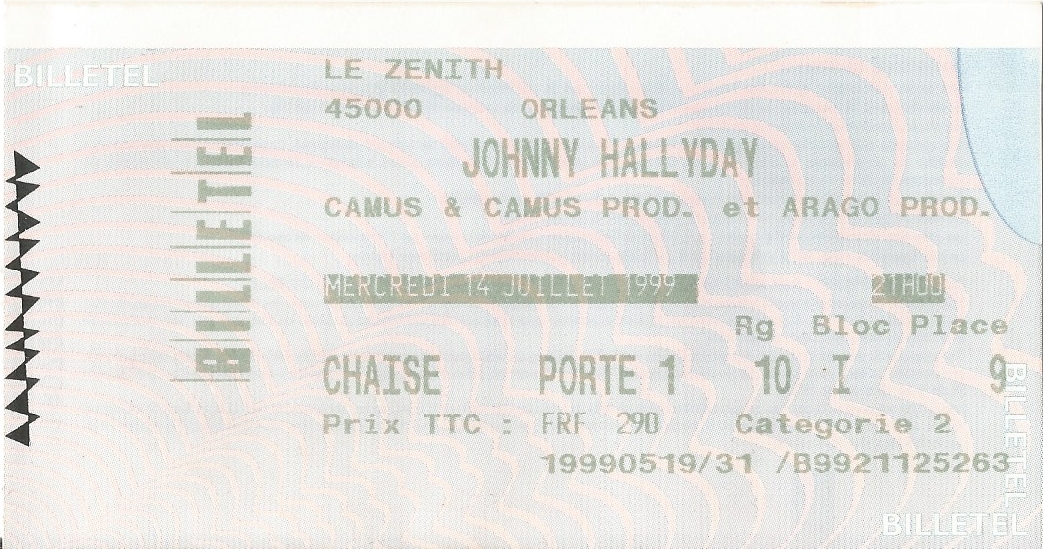 BILLETEL
BILLETEL
LE ZENITH
45000 ORLEANS
JOHNNY HALLYDAY
CAMUS & CAMUS PROD. et ARAGO PROD.
MERCREDI 14 JUILLET 1999 21H00
Rg Bloc Place
CHAISE PORTE 1 10 I 9
Prix TTC : FRF 290 Categorie 2
19990519/31 /B9921125263
BILLETEL
BILLETEL